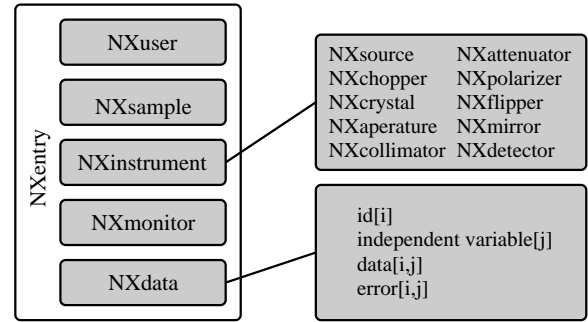 NXentry
NXuser
NXsample
NXinstrument
NXmonitor
NXdata
NXsource NXattenuator
NXchopper NXpolarizer
NXcrystal NXflipper
NXaperature NXmirror
NXcollimator NXdetector
id[i]
independent variable[j]
data[i,j]
error[i,j]